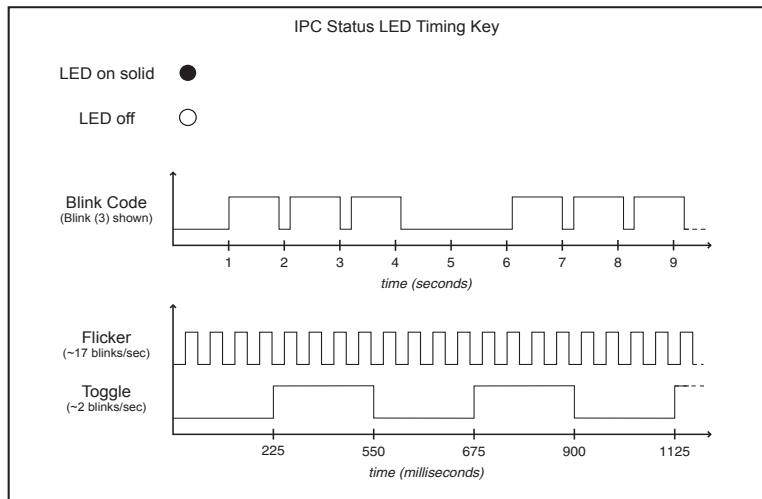 IPC Status LED Timing Key
LED on solid
LED off
Blink Code
(Blink (3) shown)
1 2 3 4 5 6 7 8 9
time (seconds)
Flicker
(~17 blinks/sec)
Toggle
(~2 blinks/sec)
225 550 675 900 1125
time (milliseconds)